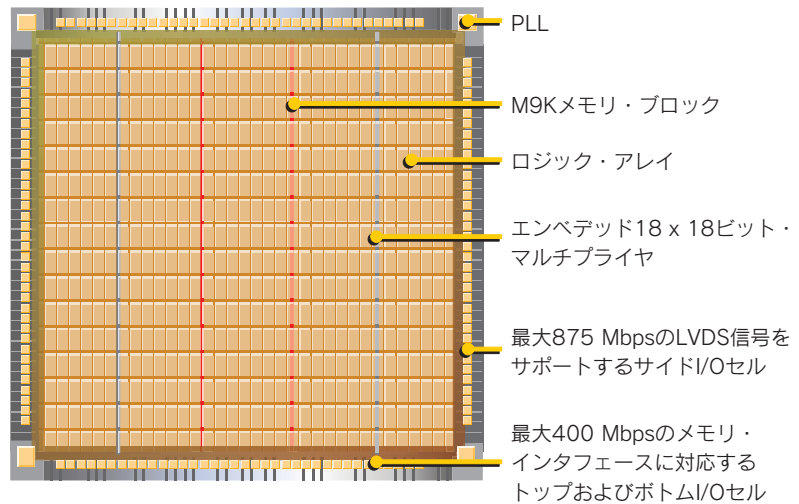 PLL
M9Kメモリ・ブロック
ロジック・アレイ
エンベデッド18 x 18ビット・
マルチプライヤ
最大875 MbpsのLVDS信号を
サポートするサイドI/Oセル
最大400 Mbpsのメモリ・
インタフェースに対応する
トップおよびボトムI/Oセル